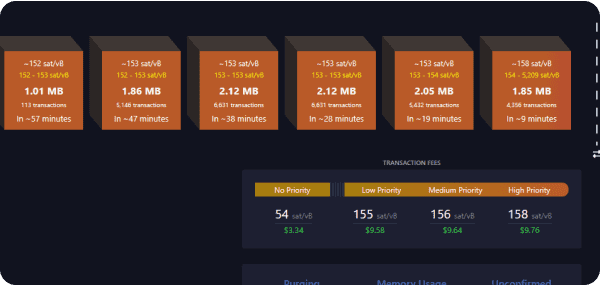 ~152 sat/vB
152 - 153 sat/vB
1.01 MB
113 transactions
In ~57 minutes
~153 sat/vB
152 - 153 sat/vB
1.86 MB
5,146 transactions
In ~47 minutes
~153 sat/vB
153 - 153 sat/vB
2.12 MB
6,631 transactions
In ~38 minutes
~153 sat/vB
153 - 153 sat/vB
2.12 MB
6,631 transactions
In ~28 minutes
~153 sat/vB
153 - 154 sat/vB
2.05 MB
5,432 transactions
In ~19 minutes
~158 sat/vB
154 - 5,209 sat/vB
1.85 MB
4,356 transactions
In ~9 minutes
TRANSACTION FEES
No Priority Low Priority Medium Priority High Priority
54 sat/vB 155 sat/vB 156 sat/vB 158 sat/vB
$3.34 $9.58 $9.64 $9.76
Purging Memory Usage Unconfirmed